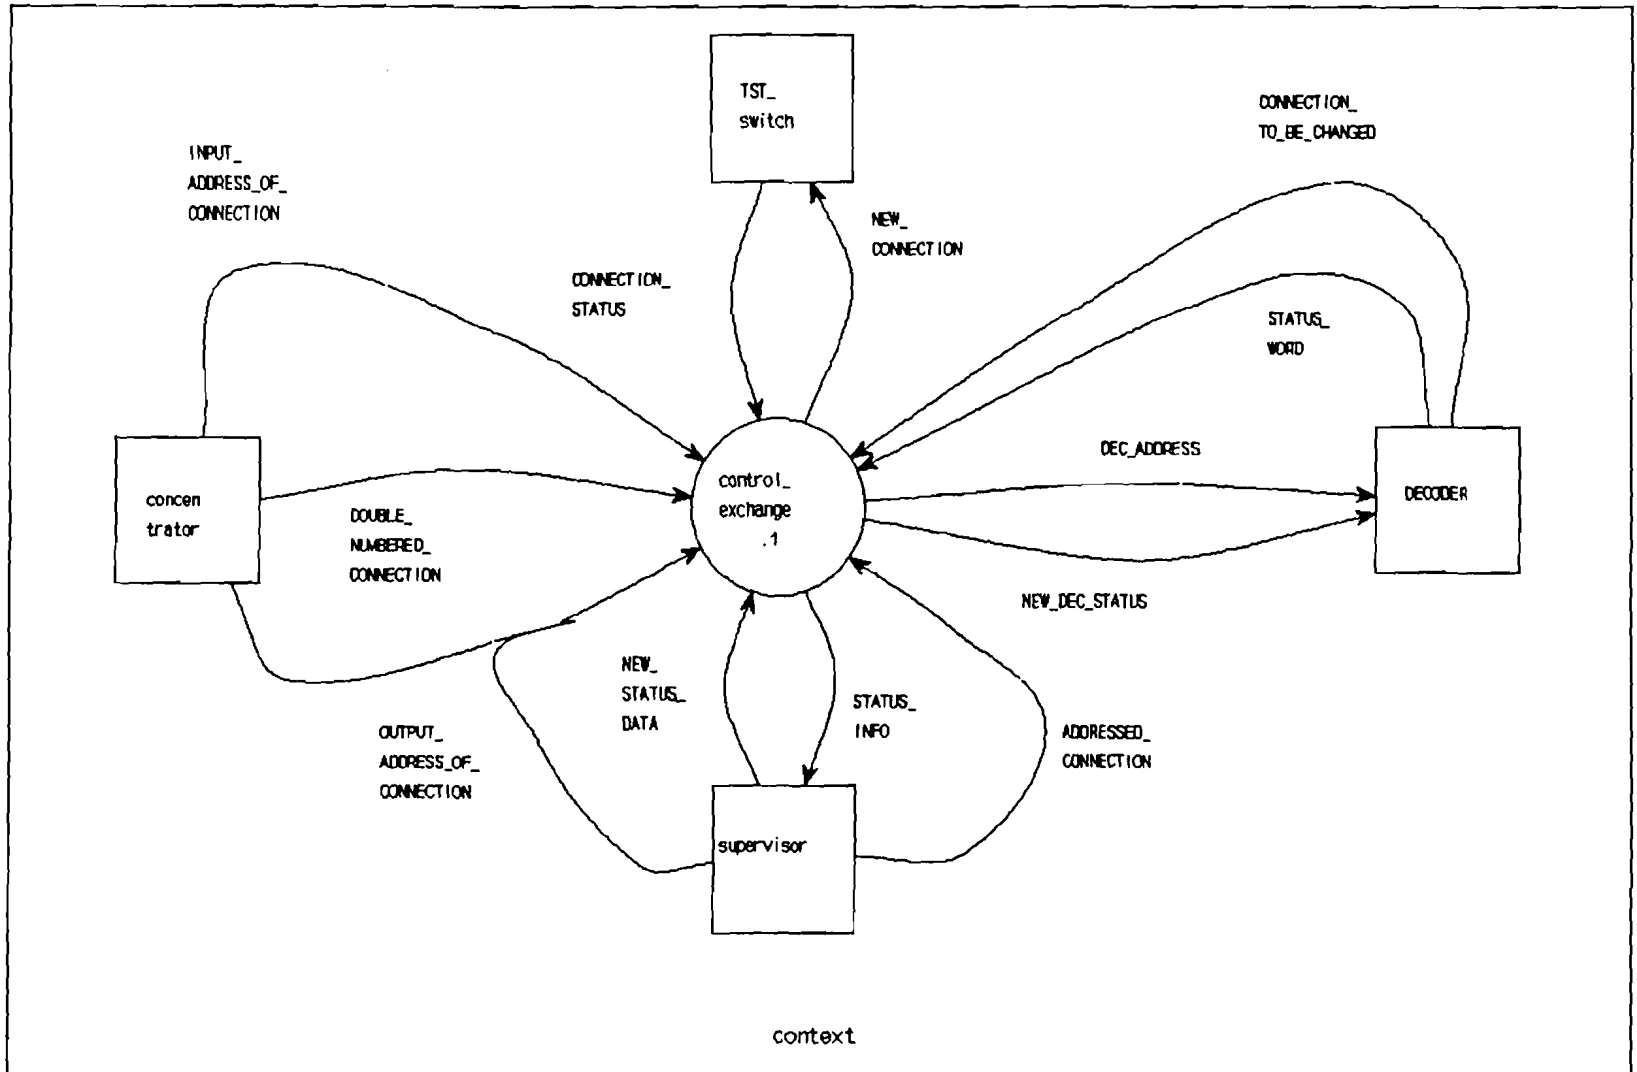 TST_
switch
CONNECTION_
TO_BE_CHANGED
INPUT_
ADDRESS_OF_
CONNECTION
NEW_
CONNECTION
CONNECTION_
STATUS
STATUS_
WORD
DEC_ADDRESS
control_
exchange
.1
concen
trator
DECODER
DOUBLE_
NUMBERED_
CONNECTION
NEW_DEC_STATUS
NEW_
STATUS_
DATA
STATUS_
INFO
OUTPUT_
ADDRESS_OF_
CONNECTION
ADDRESSED_
CONNECTION
supervisor
context